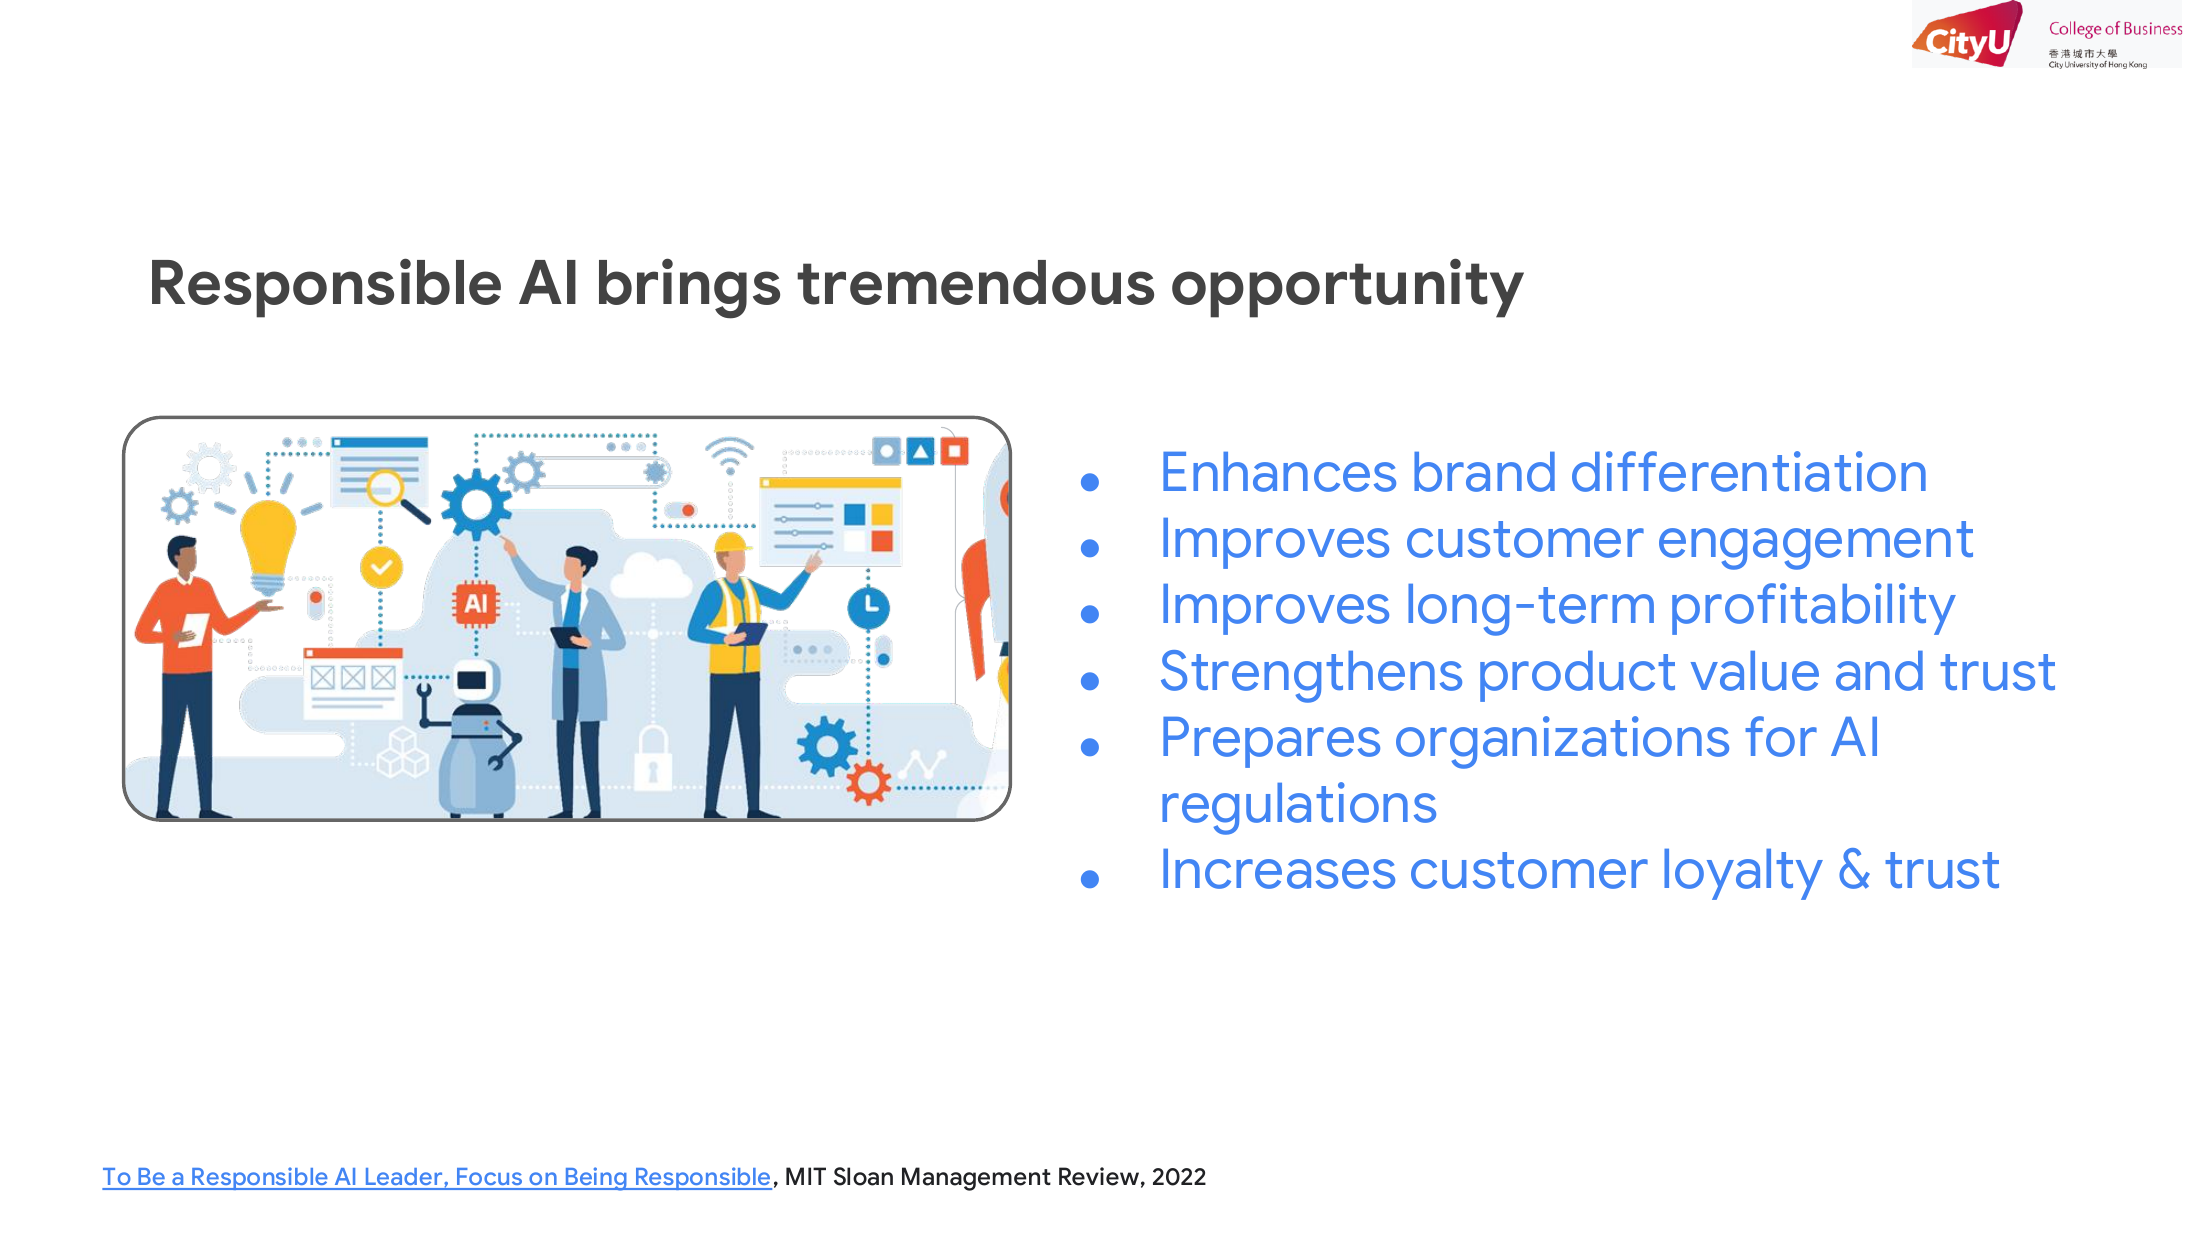 CityU
College of Business
香港城市大學
City University of Hong Kong
Responsible AI brings tremendous opportunity
AI
● Enhances brand differentiation
● Improves customer engagement
● Improves long-term profitability
● Strengthens product value and trust
● Prepares organizations for AI
regulations
● Increases customer loyalty & trust
To Be a Responsible AI Leader, Focus on Being Responsible, MIT Sloan Management Review, 2022